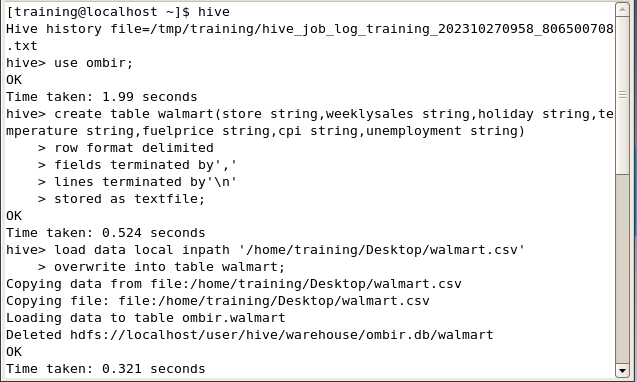 [training@localhost ~]$ hive
Hive history file=/tmp/training/hive_job_log_training_202310270958_806500708
.txt
hive> use ombir;
OK
Time taken: 1.99 seconds
hive> create table walmart(store string,weeklysales string,holiday string,te
mperature string,fuelprice string,cpi string,unemployment string)
    > row format delimited
    > fields terminated by','
    > lines terminated by'\n'
    > stored as textfile;
OK
Time taken: 0.524 seconds
hive> load data local inpath '/home/training/Desktop/walmart.csv'
    > overwrite into table walmart;
Copying data from file:/home/training/Desktop/walmart.csv
Copying file: file:/home/training/Desktop/walmart.csv
Loading data to table ombir.walmart
Deleted hdfs://localhost/user/hive/warehouse/ombir.db/walmart
OK
Time taken: 0.321 seconds